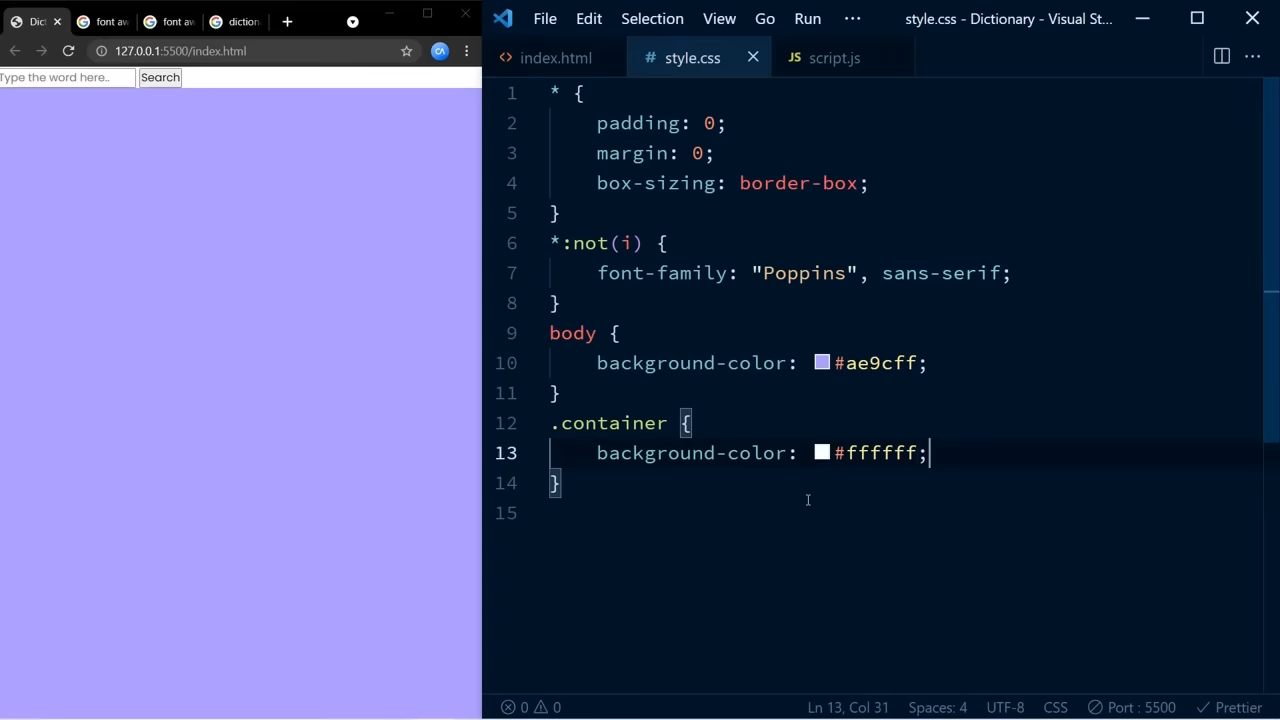 Dict
font aw
font aw
diction
127.0.0.1:5500/index.html
CA
Type the word here..
Search
File Edit Selection View Go Run ···
style.css - Dictionary - Visual St...
<> index.html
# style.css
JS script.js
1 * {
2 padding: 0;
3 margin: 0;
4 box-sizing: border-box;
5 }
6 *:not(i) {
7 font-family: "Poppins", sans-serif;
8 }
9 body {
10 background-color: #ae9cff;
11 }
12 .container {
13 background-color: #ffffff;
14 }
15
0 0
Ln 13, Col 31 Spaces: 4 UTF-8 CSS Port : 5500 Prettier